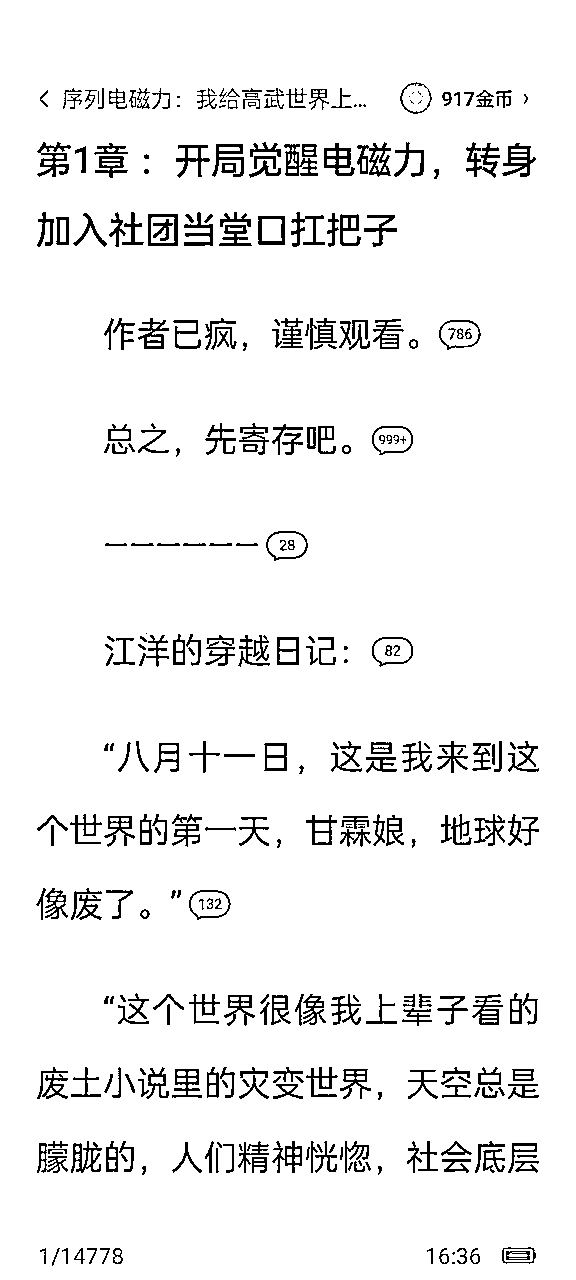 序列电磁力：我给高武世界上... 917金币
第1章：开局觉醒电磁力，转身
加入社团当堂口扛把子
作者已疯，谨慎观看。786
总之，先寄存吧。999+
一一一一一一 28
江洋的穿越日记：82
“八月十一日，这是我来到这
个世界的第一天，甘霖娘，地球好
像废了。”132
“这个世界很像我上辈子看的
废土小说里的灾变世界，天空总是
朦胧的，人们精神恍惚，社会底层
1/14778 16:36